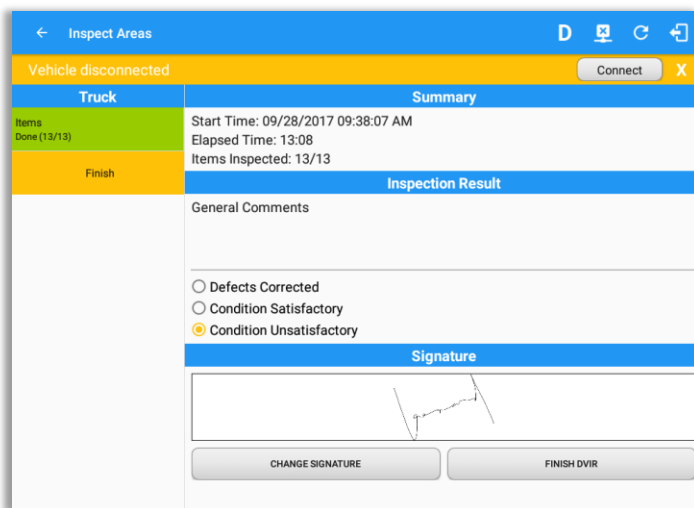 Inspect Areas
D
Vehicle disconnected
Connect
X
Truck
Items
Done (13/13)
Finish
Summary
Start Time: 09/28/2017 09:38:07 AM
Elapsed Time: 13:08
Items Inspected: 13/13
Inspection Result
General Comments
Defects Corrected
Condition Satisfactory
Condition Unsatisfactory
Signature
CHANGE SIGNATURE
FINISH DVIR